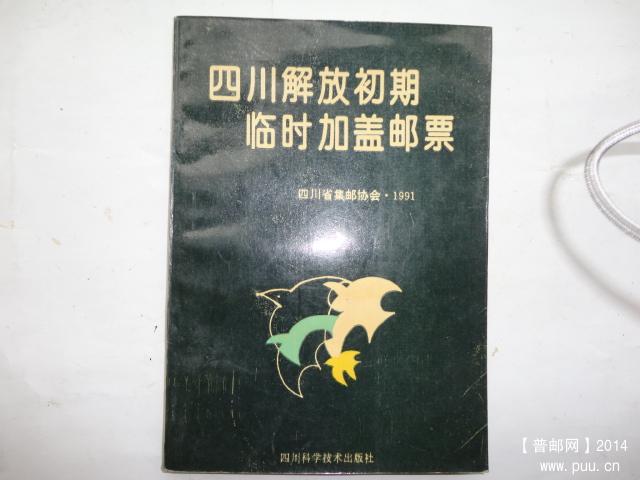 四川解放初期
临时加盖邮票
四川省集邮协会·1991
四川科学技术出版社
【普邮网】2014
www.puu.cn